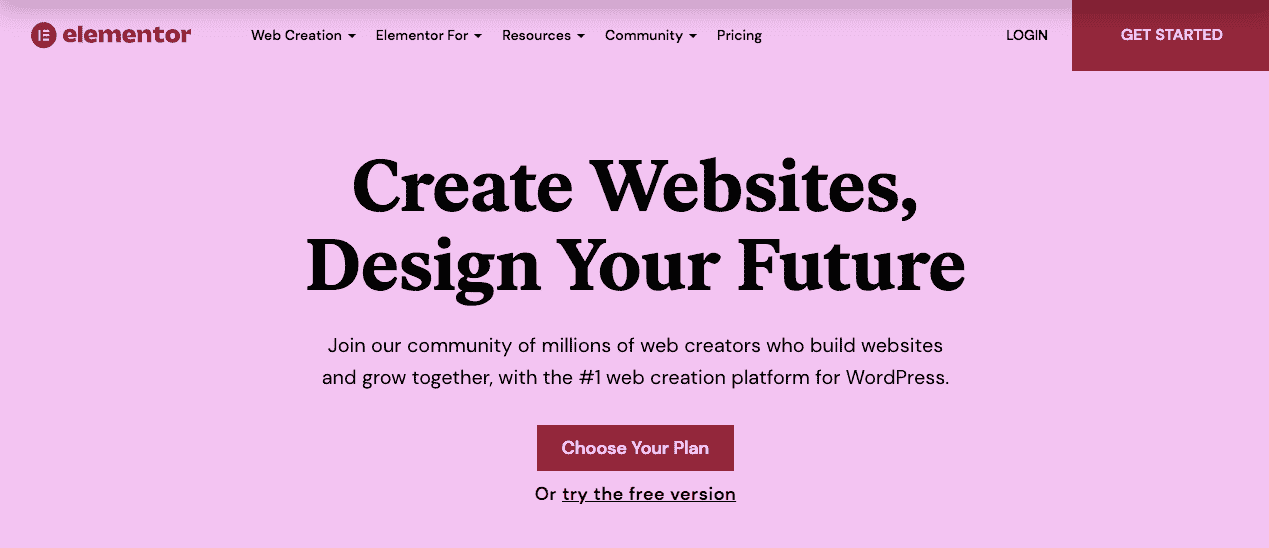 elementor
Web Creation Elementor For Resources Community Pricing LOGIN GET STARTED
Create Websites,
Design Your Future
Join our community of millions of web creators who build websites
and grow together, with the #1 web creation platform for WordPress.
Choose Your Plan
Or try the free version